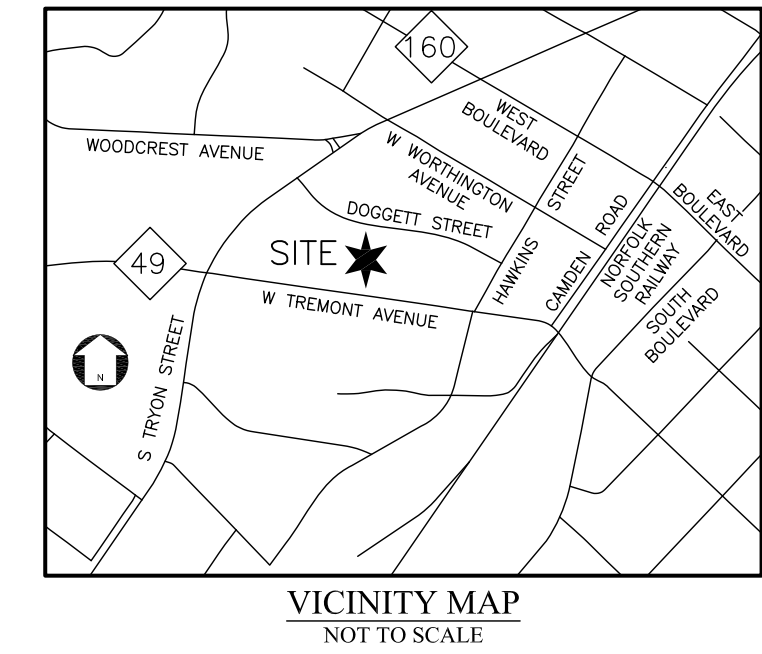 160
WEST
BOULEVARD
WOODCREST AVENUE
W WORTHINGTON
AVENUE
STREET
DOGGETT STREET
ROAD
EAST
BOULEVARD
SITE
49
HAWKINS
CAMDEN
NORFOLK
SOUTHERN
RAILWAY
W TREMONT AVENUE
SOUTH
BOULEVARD
N
S TRYON STREET
VICINITY MAP
NOT TO SCALE